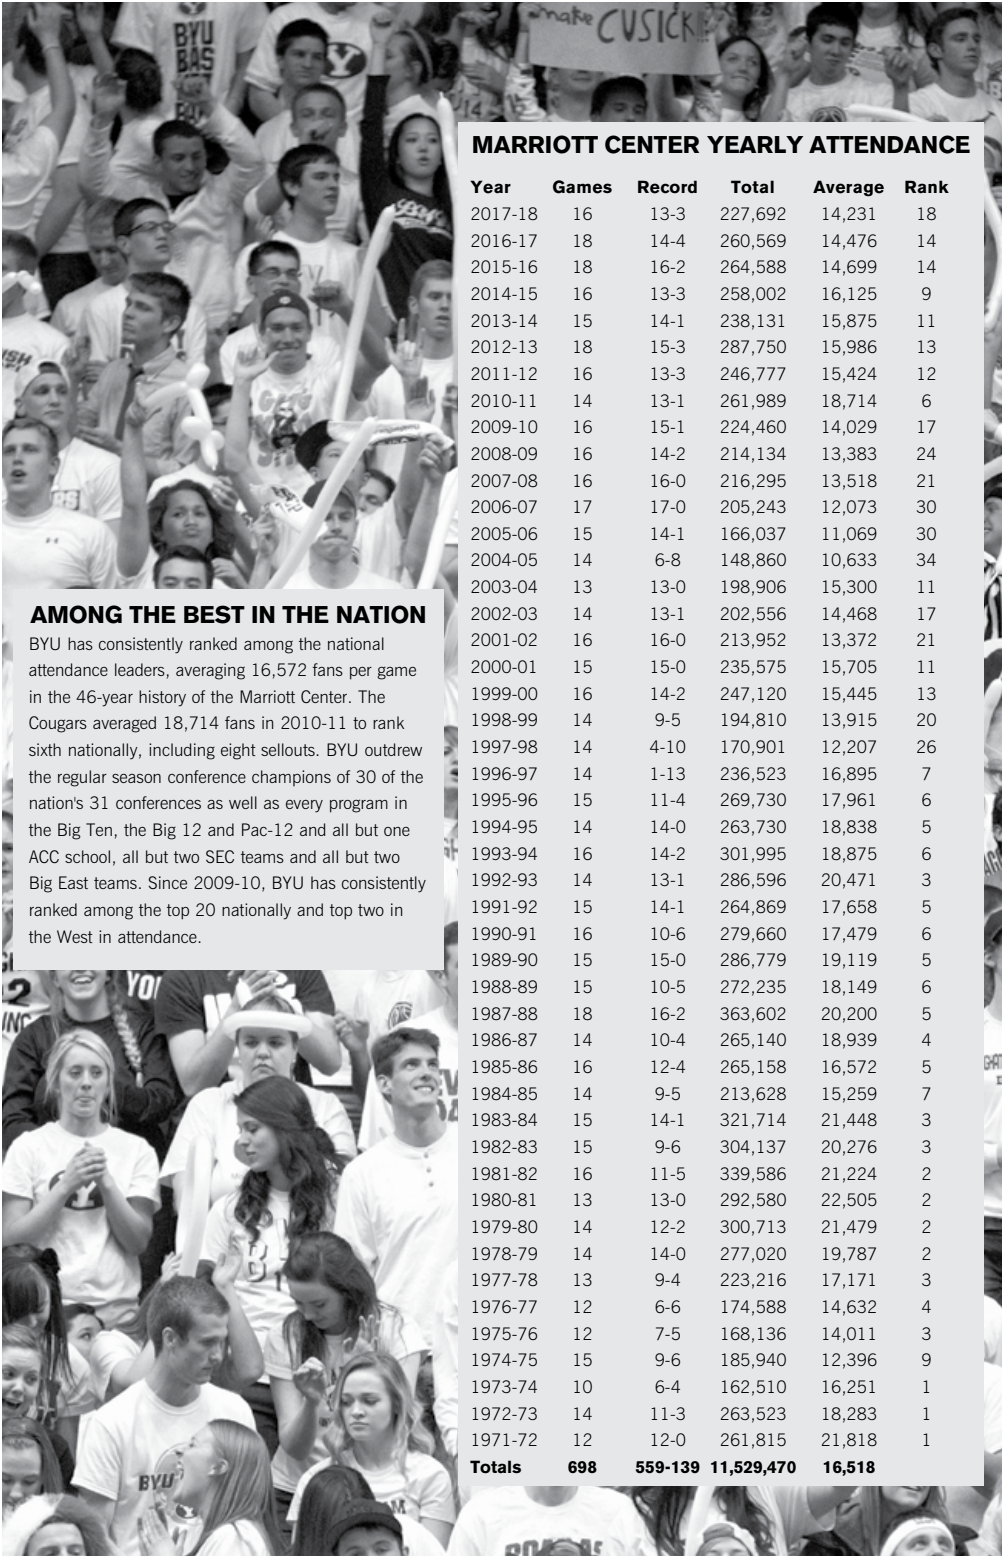 BYU
BAS
make CUSICK!!
MARRIOTT CENTER YEARLY ATTENDANCE
Year Games Record Total Average Rank
2017-18 16 13-3 227,692 14,231 18
2016-17 18 14-4 260,569 14,476 14
2015-16 18 16-2 264,588 14,699 14
2014-15 16 13-3 258,002 16,125 9
2013-14 15 14-1 238,131 15,875 11
2012-13 18 15-3 287,750 15,986 13
2011-12 16 13-3 246,777 15,424 12
2010-11 14 13-1 261,989 18,714 6
2009-10 16 15-1 224,460 14,029 17
2008-09 16 14-2 214,134 13,383 24
2007-08 16 16-0 216,295 13,518 21
2006-07 17 17-0 205,243 12,073 30
2005-06 15 14-1 166,037 11,069 30
2004-05 14 6-8 148,860 10,633 34
2003-04 13 13-0 198,906 15,300 11
2002-03 14 13-1 202,556 14,468 17
2001-02 16 16-0 213,952 13,372 21
2000-01 15 15-0 235,575 15,705 11
1999-00 16 14-2 247,120 15,445 13
1998-99 14 9-5 194,810 13,915 20
1997-98 14 4-10 170,901 12,207 26
1996-97 14 1-13 236,523 16,895 7
1995-96 15 11-4 269,730 17,961 6
1994-95 14 14-0 263,730 18,838 5
1993-94 16 14-2 301,995 18,875 6
1992-93 14 13-1 286,596 20,471 3
1991-92 15 14-1 264,869 17,658 5
1990-91 16 10-6 279,660 17,479 6
1989-90 15 15-0 286,779 19,119 5
1988-89 15 10-5 272,235 18,149 6
1987-88 18 16-2 363,602 20,200 5
1986-87 14 10-4 265,140 18,939 4
1985-86 16 12-4 265,158 16,572 5
1984-85 14 9-5 213,628 15,259 7
1983-84 15 14-1 321,714 21,448 3
1982-83 15 9-6 304,137 20,276 3
1981-82 16 11-5 339,586 21,224 2
1980-81 13 13-0 292,580 22,505 2
1979-80 14 12-2 300,713 21,479 2
1978-79 14 14-0 277,020 19,787 2
1977-78 13 9-4 223,216 17,171 3
1976-77 12 6-6 174,588 14,632 4
1975-76 12 7-5 168,136 14,011 3
1974-75 15 9-6 185,940 12,396 9
1973-74 10 6-4 162,510 16,251 1
1972-73 14 11-3 263,523 18,283 1
1971-72 12 12-0 261,815 21,818 1
Totals 698 559-139 11,529,470 16,518
AMONG THE BEST IN THE NATION
BYU has consistently ranked among the national
attendance leaders, averaging 16,572 fans per game
in the 46-year history of the Marriott Center. The
Cougars averaged 18,714 fans in 2010-11 to rank
sixth nationally, including eight sellouts. BYU outdrew
the regular season conference champions of 30 of the
nation's 31 conferences as well as every program in
the Big Ten, the Big 12 and Pac-12 and all but one
ACC school, all but two SEC teams and all but two
Big East teams. Since 2009-10, BYU has consistently
ranked among the top 20 nationally and top two in
the West in attendance.
BYU